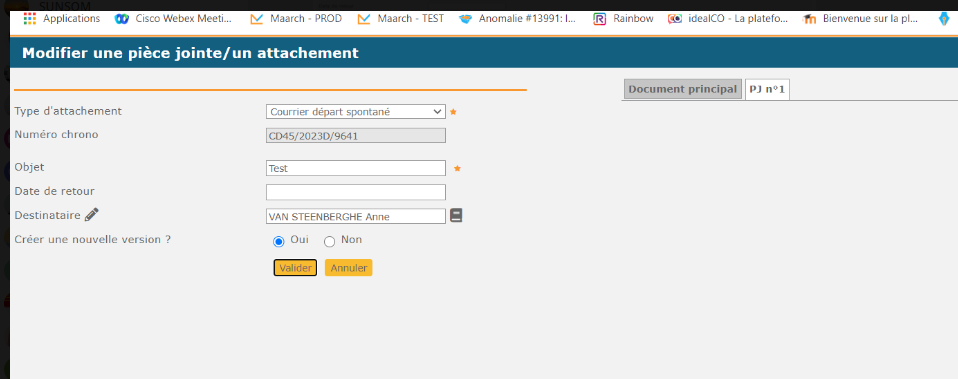 SUNSOM
Applications Cisco Webex Meeti... Maarch - PROD Maarch - TEST Anomalie #13991: I... Rainbow idealCO - La platefo... Bienvenue sur la pl...
Modifier une pièce jointe/un attachement
Document principal PJ n°1
Type d'attachement Courrier départ spontané
Numéro chrono CD45/2023D/9641
Objet Test
Date de retour
Destinataire VAN STEENBERGHE Anne
Créer une nouvelle version ? Oui Non
Valider Annuler